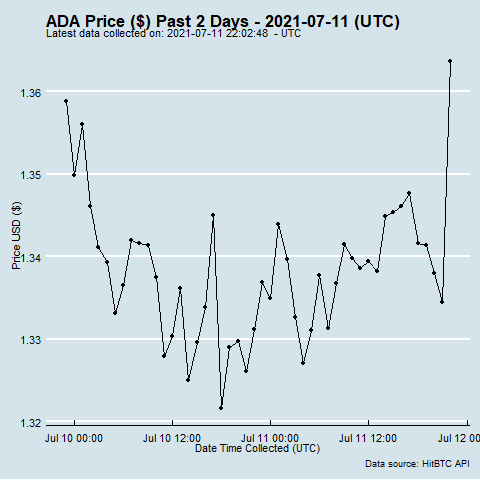 ADA Price ($) Past 2 Days - 2021-07-11 (UTC)
Latest data collected on: 2021-07-11 22:02:48  - UTC
Price USD ($)
1.36
1.35
1.34
1.33
1.32
Jul 10 00:00 Jul 10 12:00 Jul 11 00:00 Jul 11 12:00 Jul 12 00:
Date Time Collected (UTC)
Data source: HitBTC API